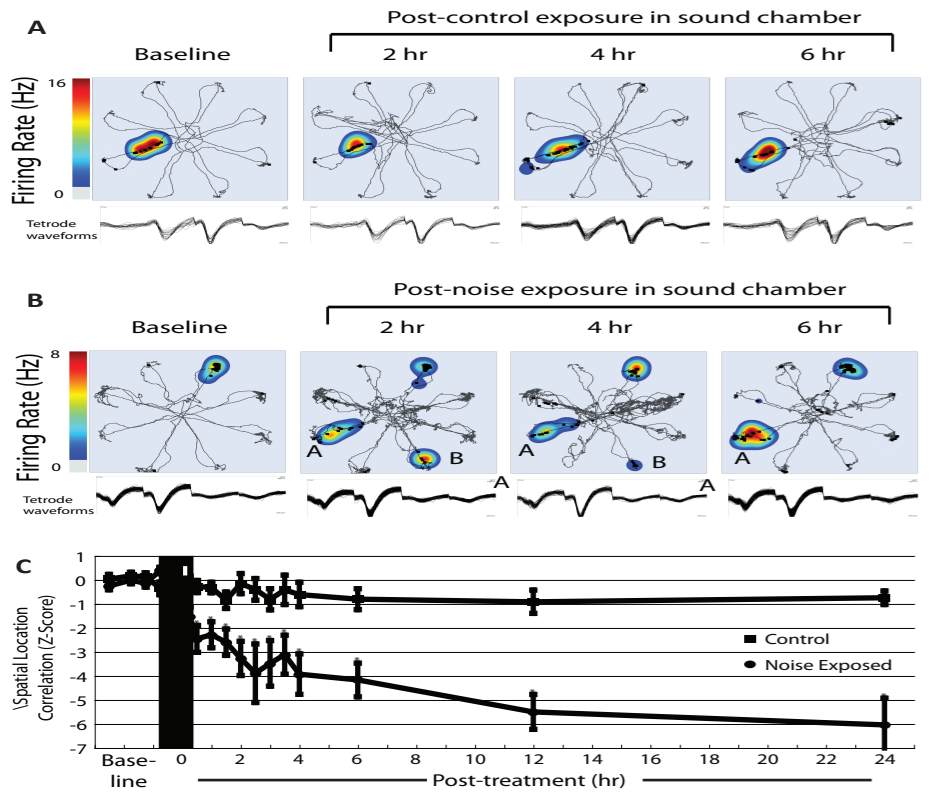 A
Post-control exposure in sound chamber
Baseline
2 hr
4 hr
6 hr
Firing Rate (Hz)
16
0
Tetrode
waveforms
B
Post-noise exposure in sound chamber
Baseline
2 hr
4 hr
6 hr
Firing Rate (Hz)
8
0
A
B
A
B
A
A
A
Tetrode
waveforms
C
\Spatial Location
Correlation (Z-Score)
1
0
-1
-2
-3
-4
-5
-6
-7
Control
Noise Exposed
Base-
line
0 2 4 6 8 10 12 14 16 18 20 22 24
Post-treatment (hr)